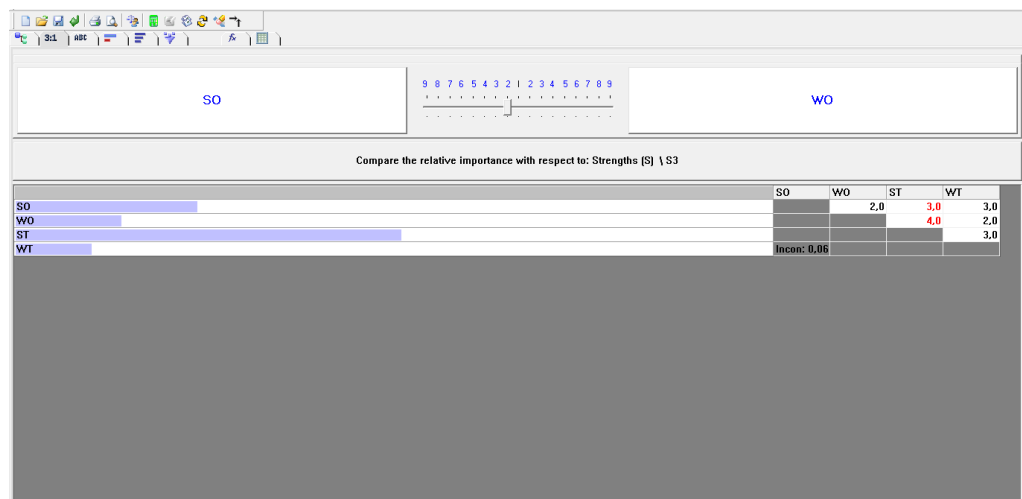 3:1 ABC fx
SO
9 8 7 6 5 4 3 2 1 2 3 4 5 6 7 8 9
WO
Compare the relative importance with respect to: Strengths (S) \ S3
SO WO ST WT
SO 2,0 3,0 3,0
WO 4,0 2,0
ST 3,0
WT Incon: 0,06